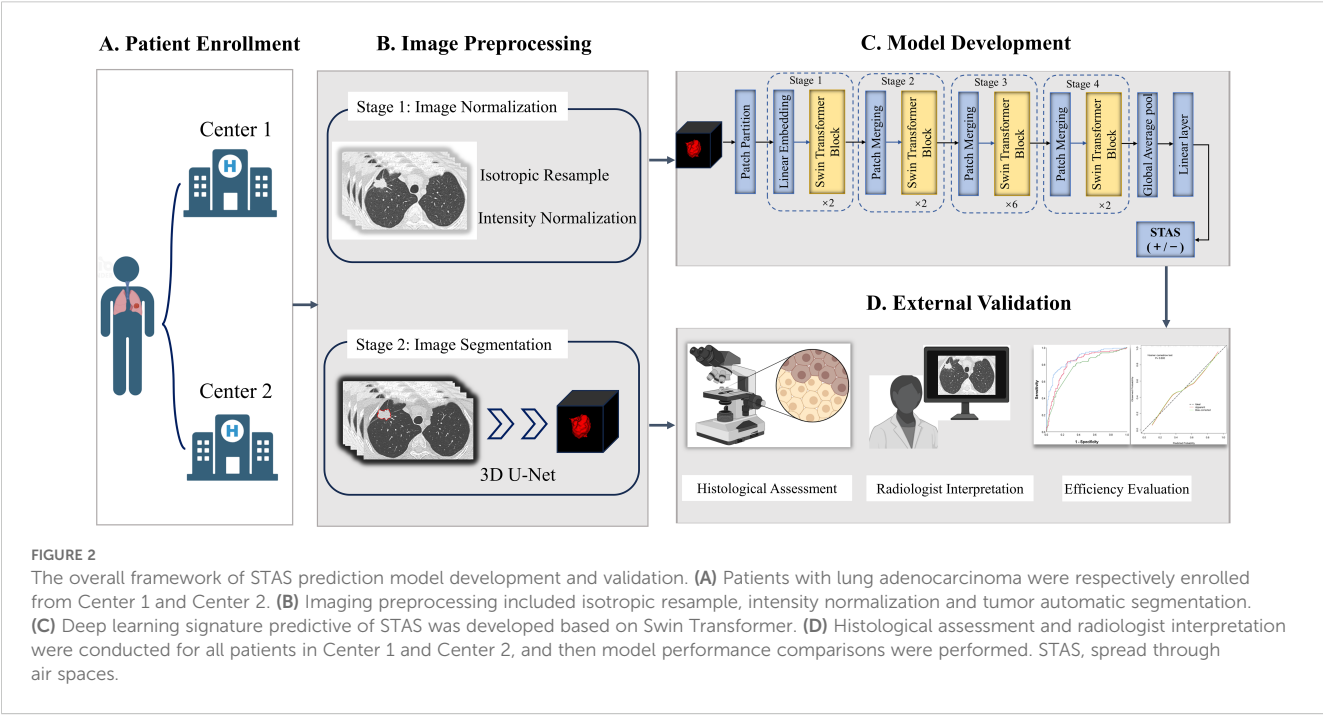 A. Patient Enrollment
B. Image Preprocessing
C. Model Development
Center 1
H
Center 2
H
Stage 1: Image Normalization
Isotropic Resample
Intensity Normalization
Stage 2: Image Segmentation
3D U-Net
Patch Partition
Stage 1
Linear Embedding
Swin Transformer
Block
×2
Stage 2
Patch Merging
Swin Transformer
Block
×2
Stage 3
Patch Merging
Swin Transformer
Block
×6
Stage 4
Patch Merging
Swin Transformer
Block
×2
Global Average pool
Linear layer
STAS
(+/−)
D. External Validation
Histological Assessment
Radiologist Interpretation
Sensitivity
1 - Specificity
Efficiency Evaluation
FIGURE 2
The overall framework of STAS prediction model development and validation. (A) Patients with lung adenocarcinoma were respectively enrolled
from Center 1 and Center 2. (B) Imaging preprocessing included isotropic resample, intensity normalization and tumor automatic segmentation.
(C) Deep learning signature predictive of STAS was developed based on Swin Transformer. (D) Histological assessment and radiologist interpretation
were conducted for all patients in Center 1 and Center 2, and then model performance comparisons were performed. STAS, spread through
air spaces.